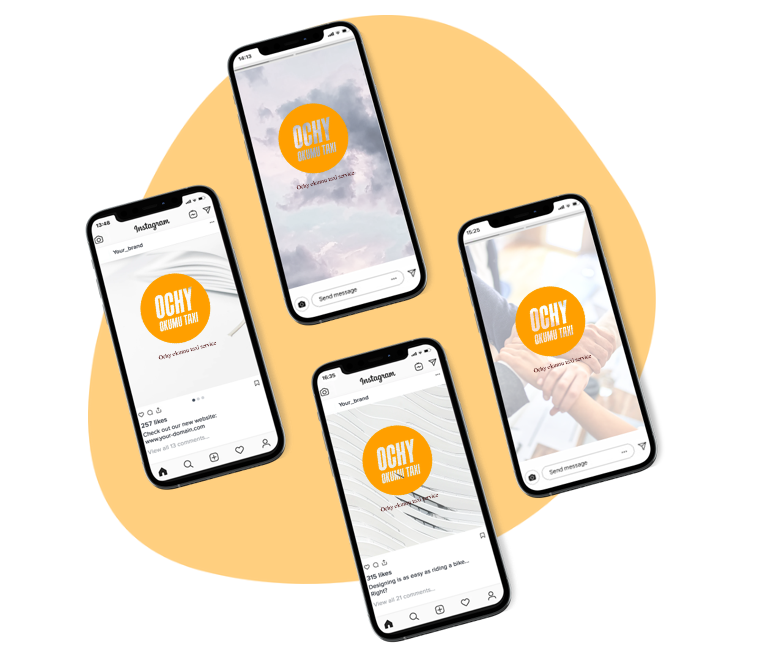 14:13
OCHY
OKUMU TAXI
Ochy okumu taxi service
Send message
13:46
Instagram
Your_brand
OCHY
OKUMU TAXI
Ochy okumu taxi service
257 likes
Check out our new website:
www.your-domain.com
View all 13 comments...
15:25
OCHY
OKUMU TAXI
Ochy okumu taxi service
Send message
16:35
Instagram
Your_brand
OCHY
OKUMU TAXI
Ochy okumu taxi service
315 likes
Designing is as easy as riding a bike...
Right?
View all 21 comments...